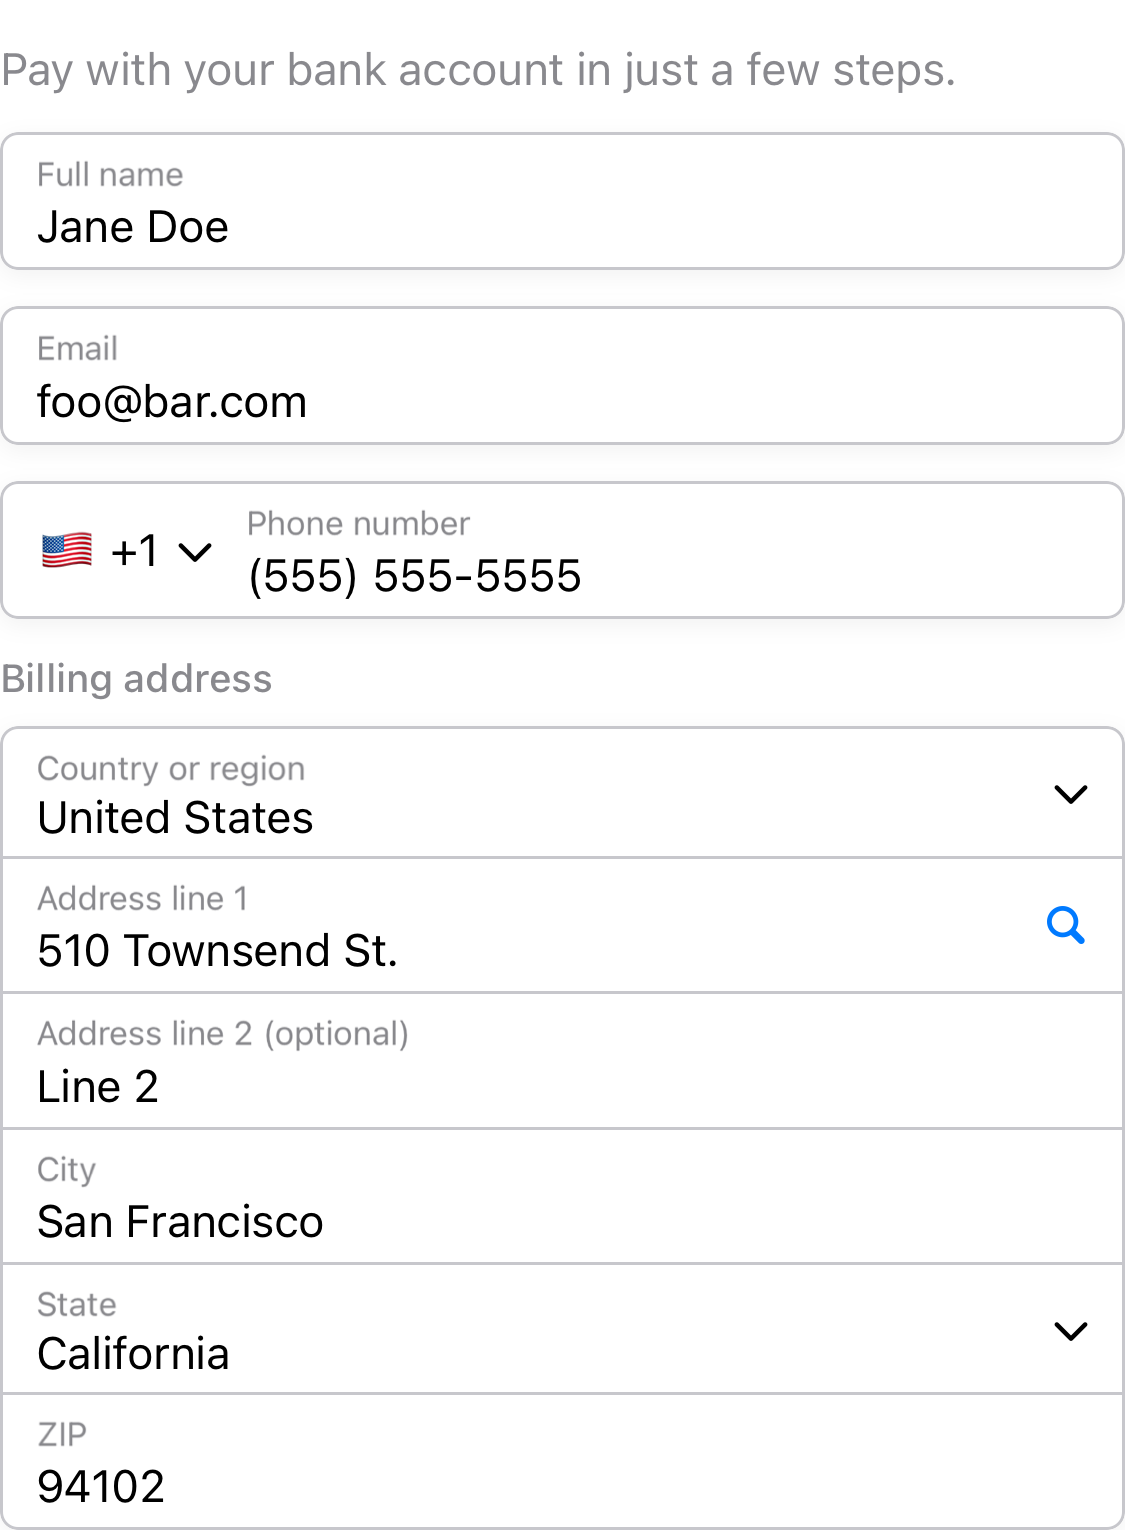 Pay with your bank account in just a few steps.
Full name
Jane Doe
Email
foo@bar.com
+1
Phone number
(555) 555-5555
Billing address
Country or region
United States
Address line 1
510 Townsend St.
Address line 2 (optional)
Line 2
City
San Francisco
State
California
ZIP
94102